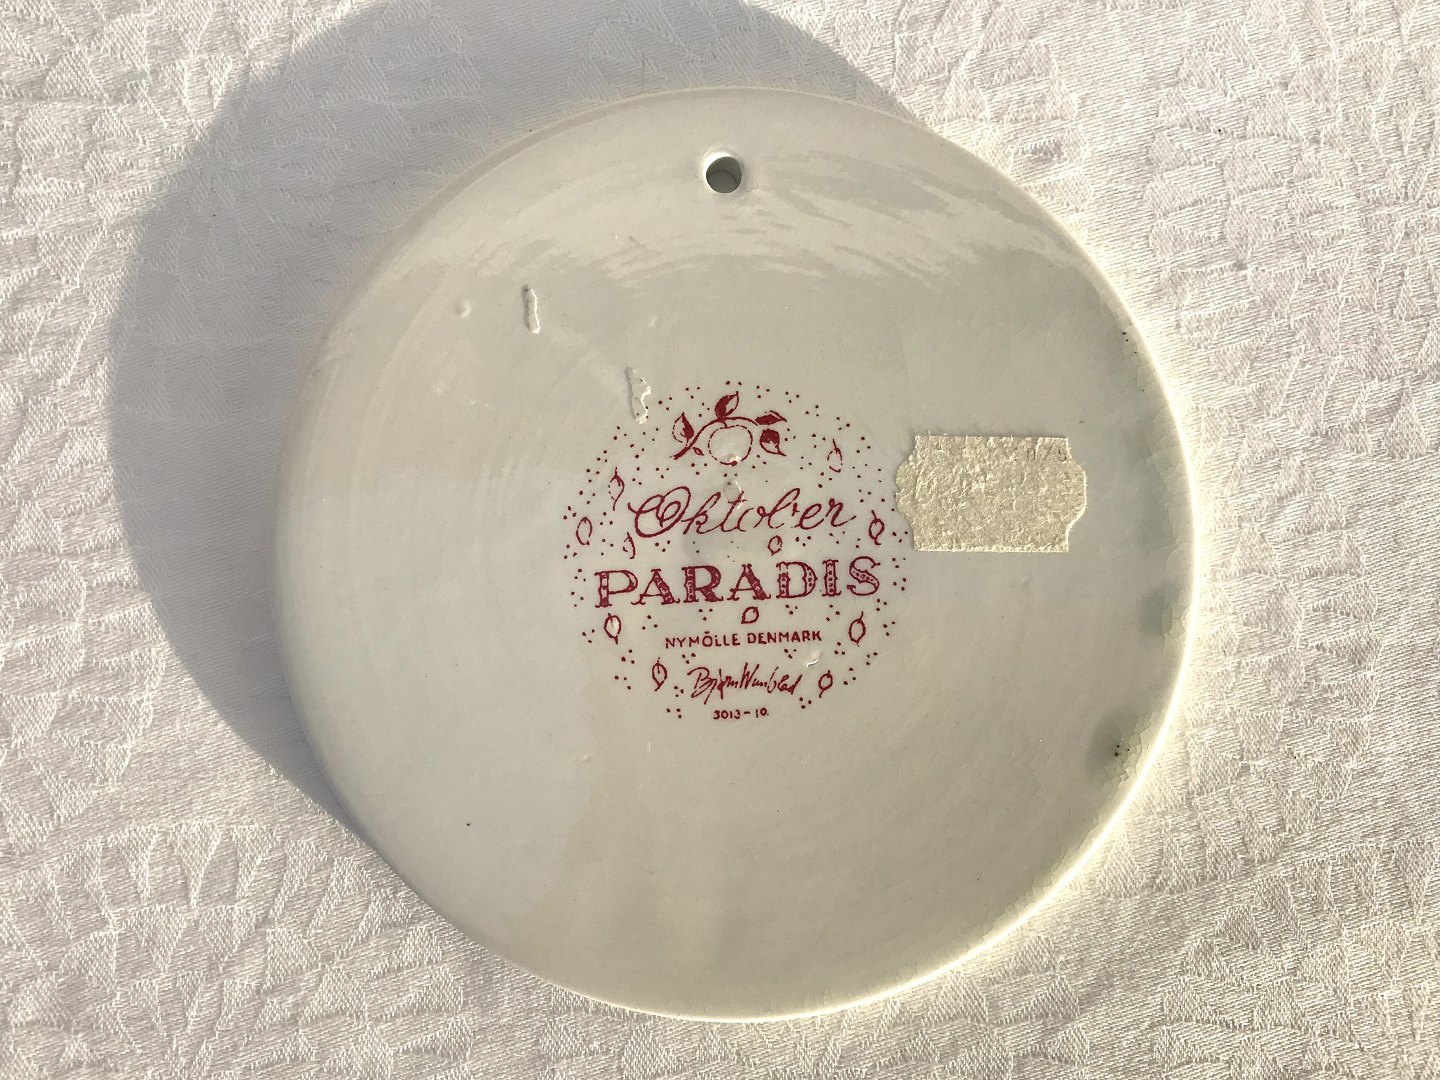 Oktober
PARADIS
NYMÖLLE DENMARK
Bjørn Wiinblad
3013-10.